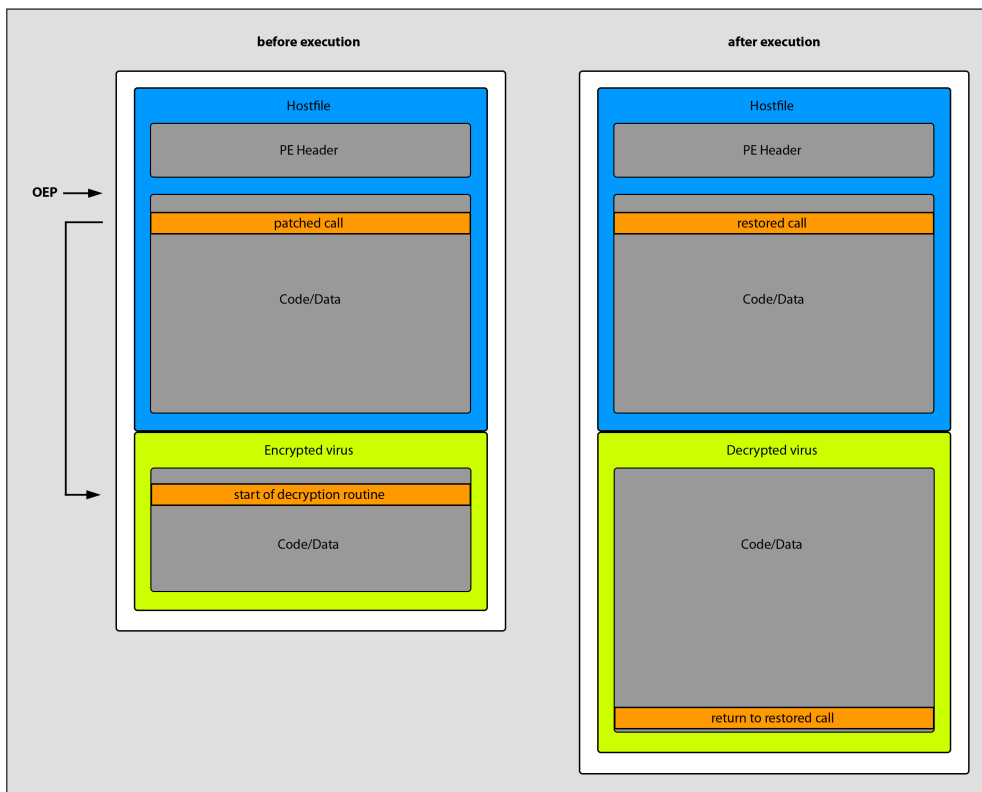 before execution
after execution
Hostfile
PE Header
OEP
patched call
Code/Data
Encrypted virus
start of decryption routine
Code/Data
Hostfile
PE Header
restored call
Code/Data
Decrypted virus
Code/Data
return to restored call